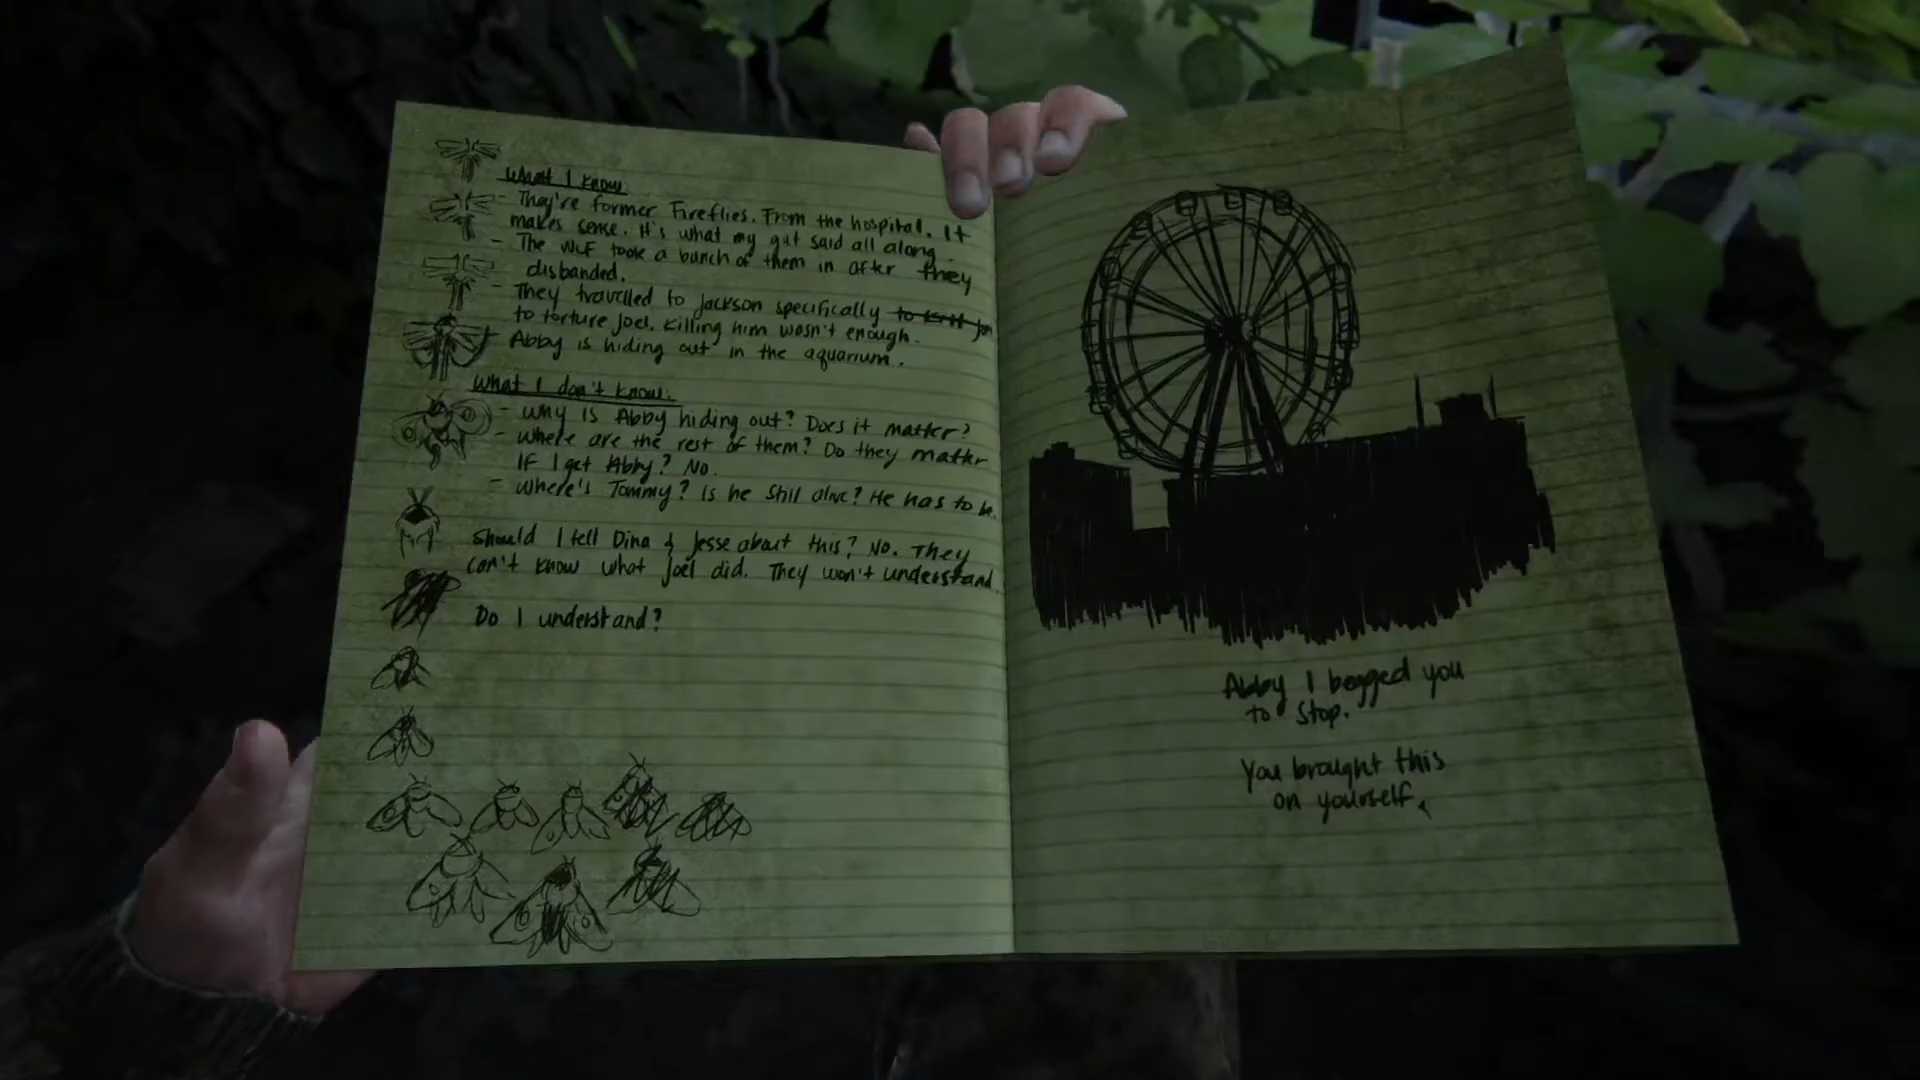 What I know
- They're former Fireflies. From the hospital. It
makes sense. It's what my gut said all along.
- The WLF took a bunch of them in after they
disbanded.
- They travelled to Jackson specifically to kill Joel
to torture Joel. Killing him wasn't enough.
- Abby is hiding out in the aquarium.
What I don't know:
- Why is Abby hiding out? Does it matter?
- Where are the rest of them? Do they matter
If I get Abby? No.
- Where's Tommy? Is he still alive? He has to be.
Should I tell Dina & Jesse about this? No. They
can't know what Joel did. They won't understand.
Do I understand?
Abby I begged you
to stop.
You brought this
on yourself.